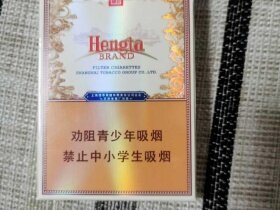 Hengta
BRAND
FILTER CIGARETTES
SHANGHAI TOBACCO GROUP CO., LTD.
劝阻青少年吸烟
禁止中小学生吸烟